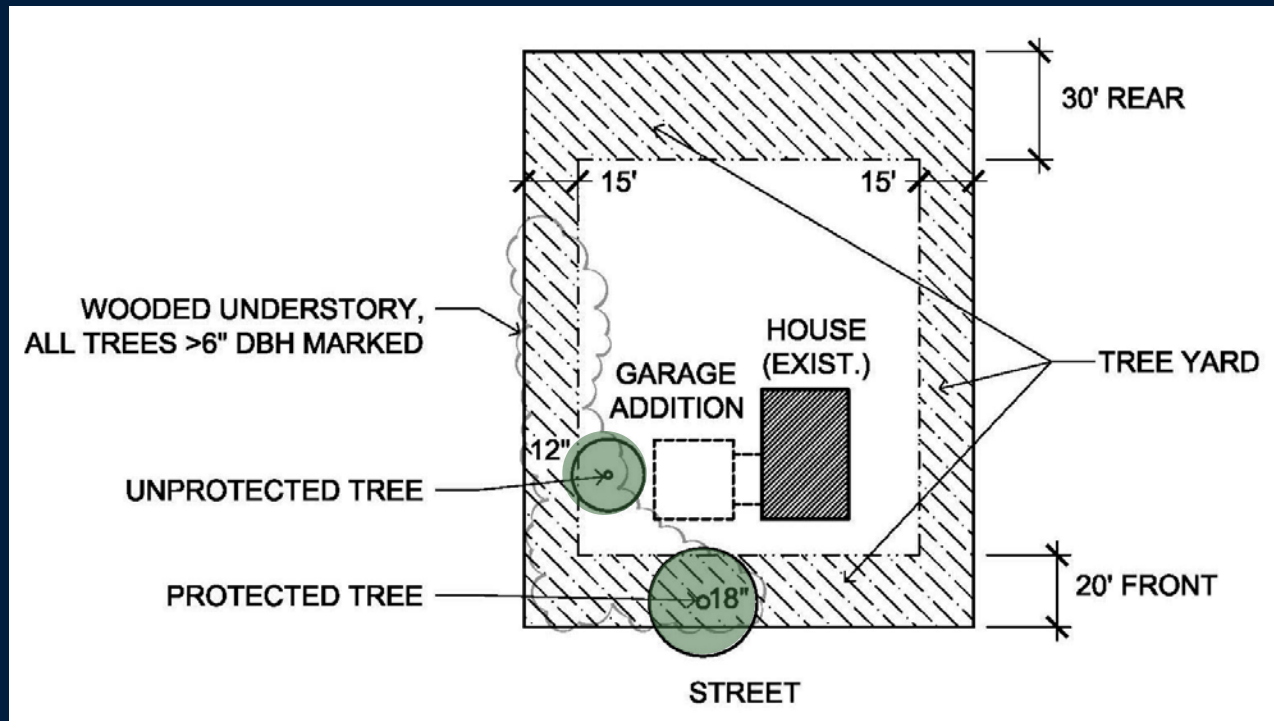 30' REAR
15'
15'
WOODED UNDERSTORY,
ALL TREES >6" DBH MARKED
HOUSE
(EXIST.)
GARAGE
ADDITION
TREE YARD
12"
UNPROTECTED TREE
PROTECTED TREE
18"
20' FRONT
STREET